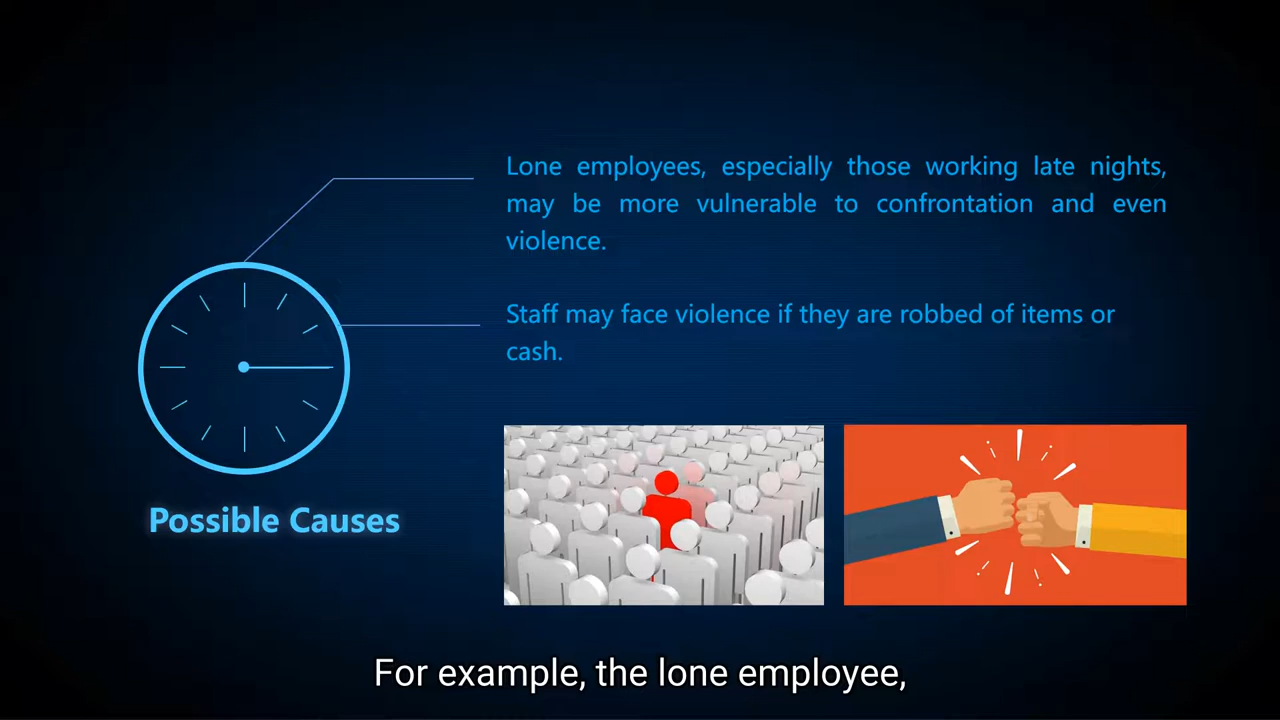 Lone employees, especially those working late nights,
may be more vulnerable to confrontation and even
violence.
Staff may face violence if they are robbed of items or
cash.
Possible Causes
For example, the lone employee,